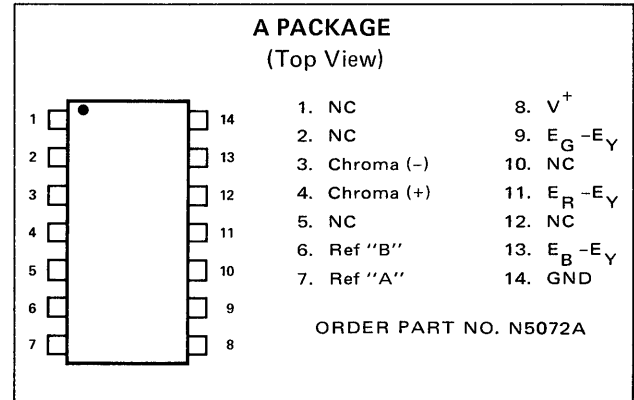 A PACKAGE
(Top View)
1 14
2 13
3 12
4 11
5 10
6 9
7 8
1. NC
2. NC
3. Chroma (-)
4. Chroma (+)
5. NC
6. Ref "B"
7. Ref "A"
8. V+
9. EG-EY
10. NC
11. ER-EY
12. NC
13. EB-EY
14. GND
ORDER PART NO. N5072A